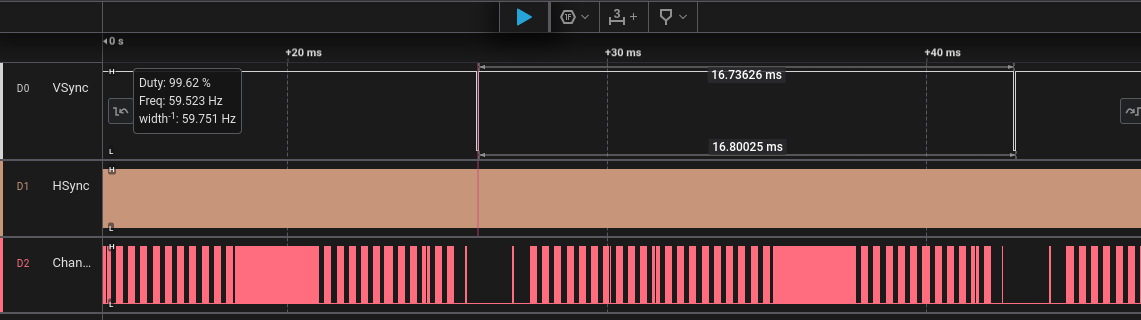 1F
3 +
0 s
+20 ms
+30 ms
+40 ms
D0 VSync
H
L
Duty: 99.62 %
Freq: 59.523 Hz
width-1: 59.751 Hz
16.73626 ms
16.80025 ms
D1 HSync
H
L
D2 Chan...
H
L